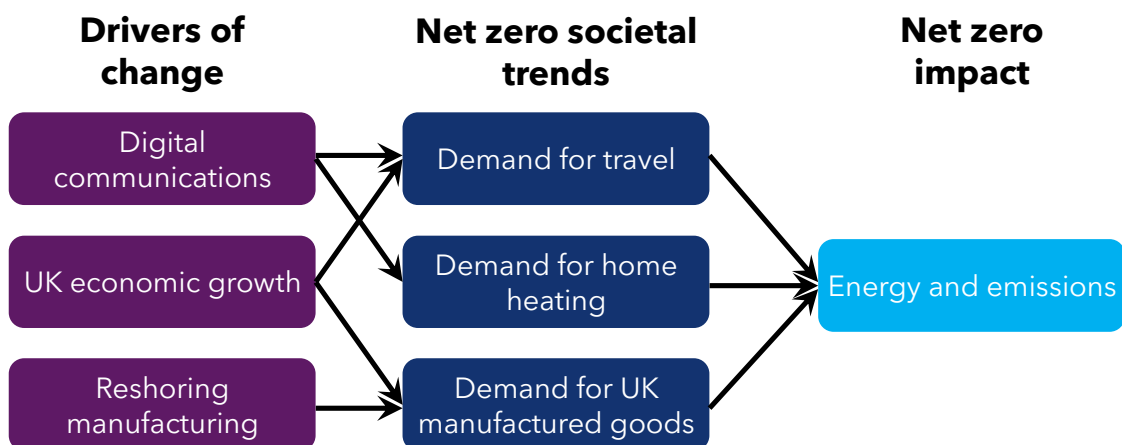 Drivers of
change
Net zero societal
trends
Net zero
impact
Digital
communications
Demand for travel
UK economic growth
Demand for home
heating
Energy and emissions
Reshoring
manufacturing
Demand for UK
manufactured goods